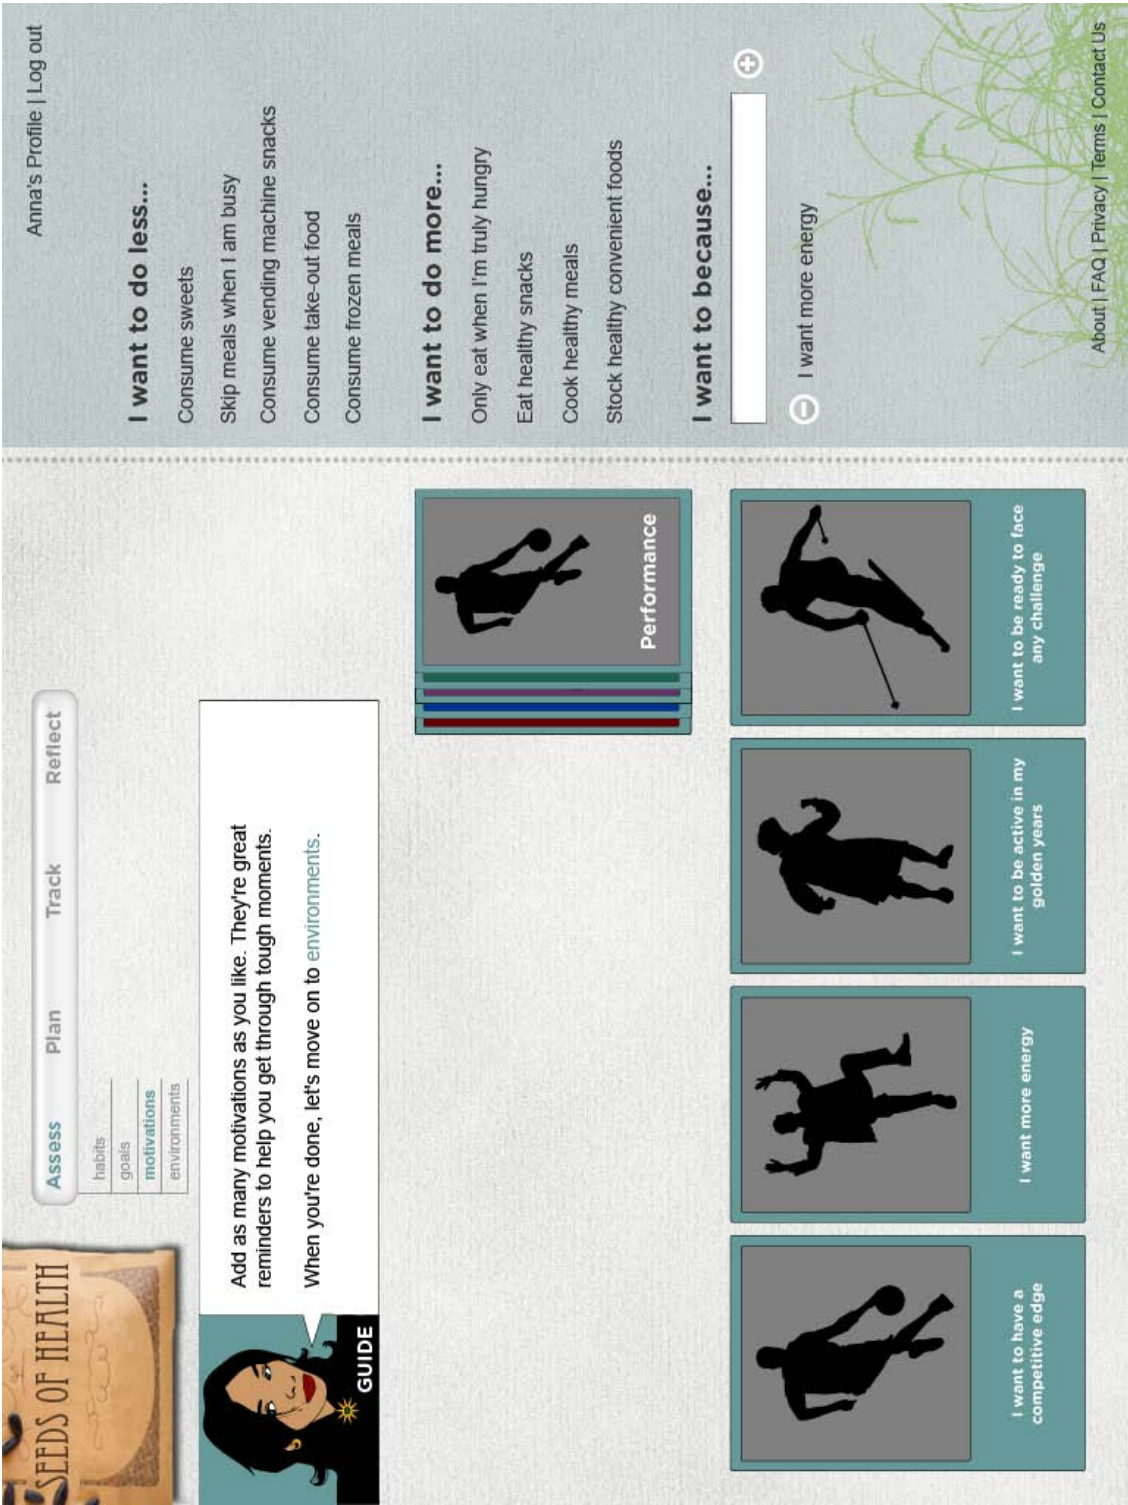 SEEDS OF HEALTH
Assess
Plan
Track
Reflect
habits
goals
motivations
environments
GUIDE
Add as many motivations as you like. They're great
reminders to help you get through tough moments.
When you're done, let's move on to environments.
Performance
I want to have a
competitive edge
I want more energy
I want to be active in my
golden years
I want to be ready to face
any challenge
Anna's Profile | Log out
I want to do less...
Consume sweets
Skip meals when I am busy
Consume vending machine snacks
Consume take-out food
Consume frozen meals
I want to do more...
Only eat when I'm truly hungry
Eat healthy snacks
Cook healthy meals
Stock healthy convenient foods
I want to because...
I want more energy
About | FAQ | Privacy | Terms | Contact Us